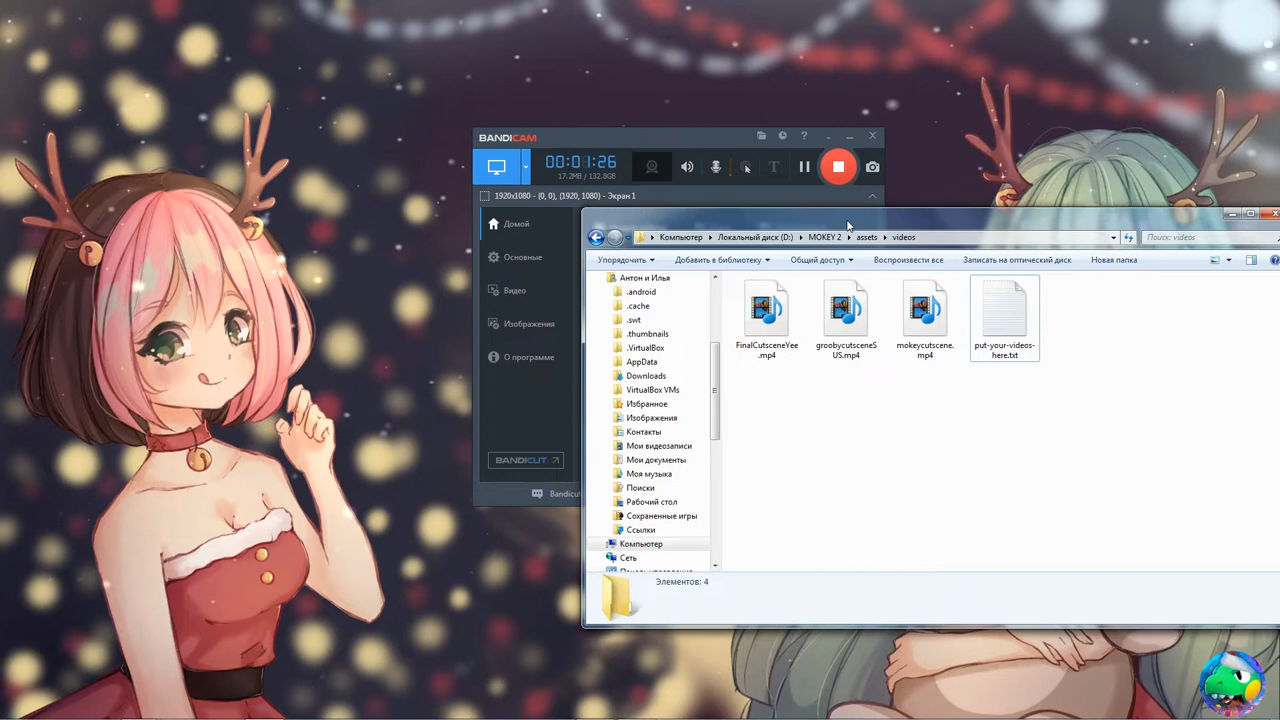 BANDICAM
00:01:26
17.2MB / 132.8GB
1920x1080 - (0, 0), (1920, 1080) - Экран 1
Домой
Основные
Видео
Изображения
О программе
BANDICUT
Bandicut
Компьютер
Локальный диск (D:)
MOKEY 2
assets
videos
Поиск: videos
Упорядочить
Добавить в библиотеку
Общий доступ
Воспроизвести все
Записать на оптический диск
Новая папка
Антон и Илья
.android
.cache
.swt
.thumbnails
.VirtualBox
AppData
Downloads
VirtualBox VMs
Избранное
Изображения
Контакты
Мои видеозаписи
Мои документы
Моя музыка
Поиски
Рабочий стол
Сохраненные игры
Ссылки
Компьютер
Сеть
FinalCutsceneYee
.mp4
groobycutsceneS
US.mp4
mokeycutscene.
mp4
put-your-videos-
here.txt
Элементов: 4